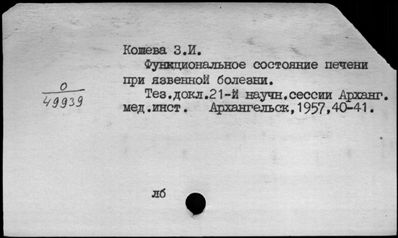 Кошева З.И.
Функциональное состояние печени
при язвенной болезни.
Тез.докл.21-й научн.сессии Арханг.
мед.инст. Архангельск,1957,40-41.
0
49939
лб